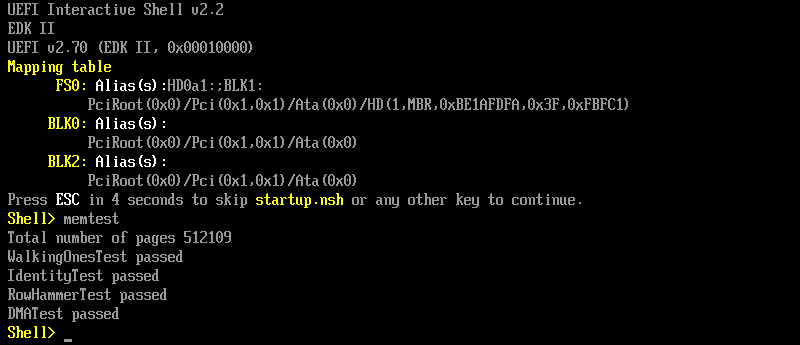 UEFI Interactive Shell v2.2
EDK II
UEFI v2.70 (EDK II, 0x00010000)
Mapping table
FS0: Alias(s):HD0a1:;BLK1:
PciRoot(0x0)/Pci(0x1,0x1)/Ata(0x0)/HD(1,MBR,0xBE1AFDFA,0x3F,0xFBFC1)
BLK0: Alias(s):
PciRoot(0x0)/Pci(0x1,0x1)/Ata(0x0)
BLK2: Alias(s):
PciRoot(0x0)/Pci(0x1,0x1)/Ata(0x0)
Press ESC in 4 seconds to skip startup.nsh or any other key to continue.
Shell> memtest
Total number of pages 512109
WalkingOnesTest passed
IdentityTest passed
RowHammerTest passed
DMATest passed
Shell> _